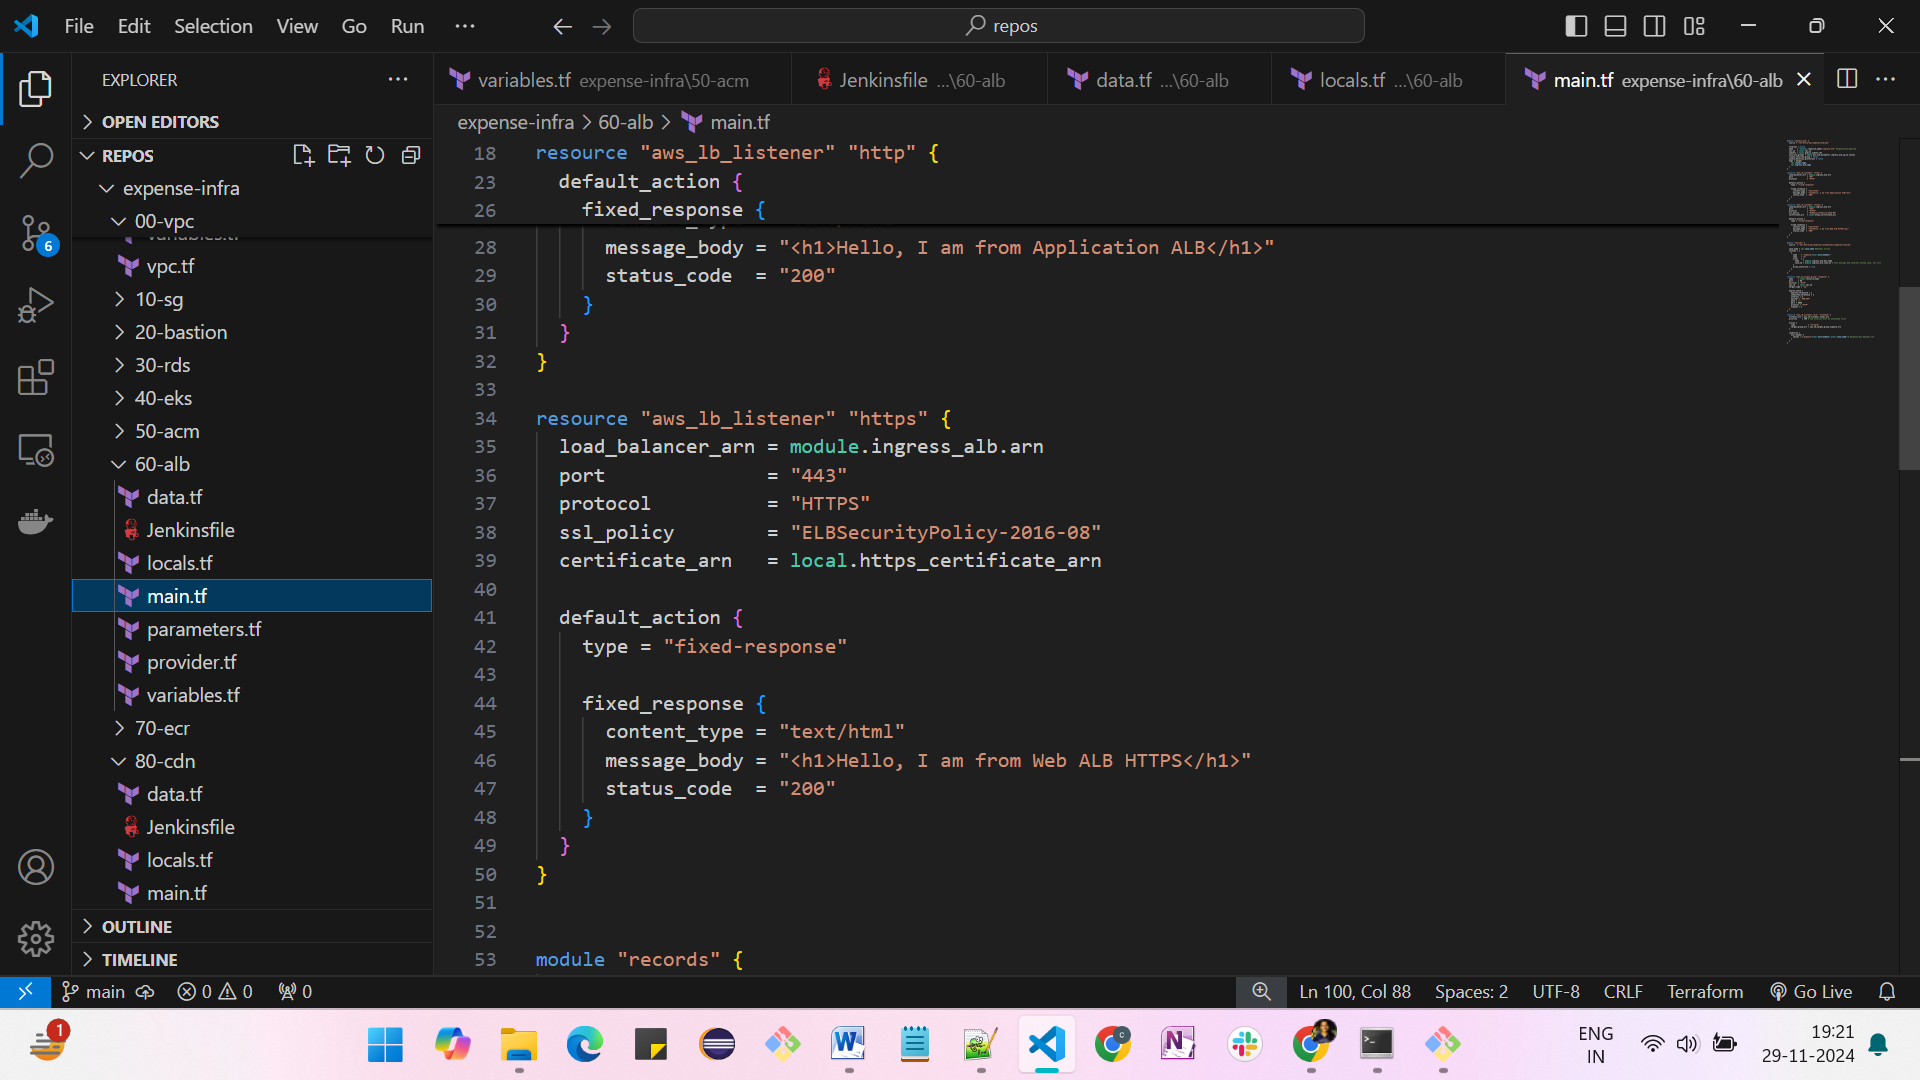 File Edit Selection View Go Run ···
repos
EXPLORER
OPEN EDITORS
REPOS
expense-infra
00-vpc
variables.tf
vpc.tf
10-sg
20-bastion
30-rds
40-eks
50-acm
60-alb
data.tf
Jenkinsfile
locals.tf
main.tf
parameters.tf
provider.tf
variables.tf
70-ecr
80-cdn
data.tf
Jenkinsfile
locals.tf
main.tf
OUTLINE
TIMELINE
6
variables.tf expense-infra\50-acm
Jenkinsfile ...\60-alb
data.tf ...\60-alb
locals.tf ...\60-alb
main.tf expense-infra\60-alb
expense-infra > 60-alb > main.tf
18 resource "aws_lb_listener" "http" {
23 default_action {
26 fixed_response {
28 message_body = "<h1>Hello, I am from Application ALB</h1>"
29 status_code = "200"
30 }
31 }
32 }
33
34 resource "aws_lb_listener" "https" {
35 load_balancer_arn = module.ingress_alb.arn
36 port = "443"
37 protocol = "HTTPS"
38 ssl_policy = "ELBSecurityPolicy-2016-08"
39 certificate_arn = local.https_certificate_arn
40
41 default_action {
42 type = "fixed-response"
43
44 fixed_response {
45 content_type = "text/html"
46 message_body = "<h1>Hello, I am from Web ALB HTTPS</h1>"
47 status_code = "200"
48 }
49 }
50 }
51
52
53 module "records" {
main 0 0 0
Ln 100, Col 88 Spaces: 2 UTF-8 CRLF Terraform Go Live
1
ENG
IN
19:21
29-11-2024